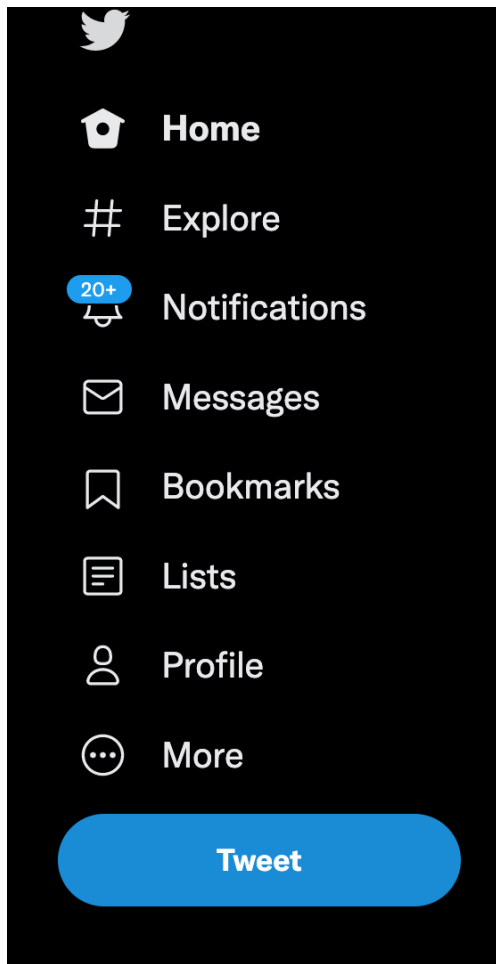 Home
Explore
20+
Notifications
Messages
Bookmarks
Lists
Profile
More
Tweet